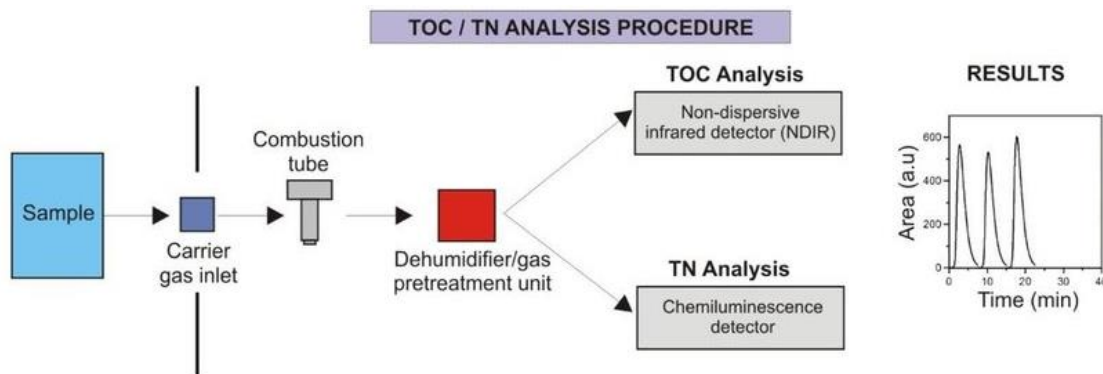 TOC / TN ANALYSIS PROCEDURE
Sample
Carrier
gas inlet
Combustion
tube
Dehumidifier/gas
pretreatment unit
TOC Analysis
Non-dispersive
infrared detector (NDIR)
TN Analysis
Chemiluminescence
detector
RESULTS
Area (a.u)
600
400
200
0
0
10
20
30
40
Time (min)